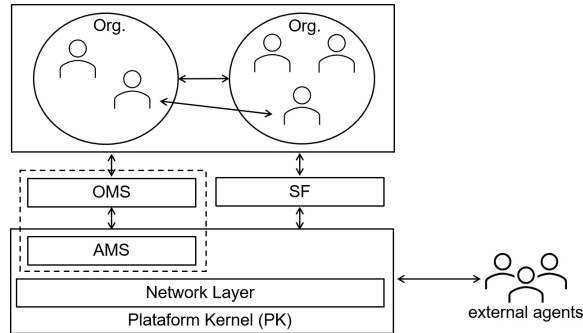 Org.
Org.
OMS
SF
AMS
Network Layer
Plataform Kernel (PK)
external agents